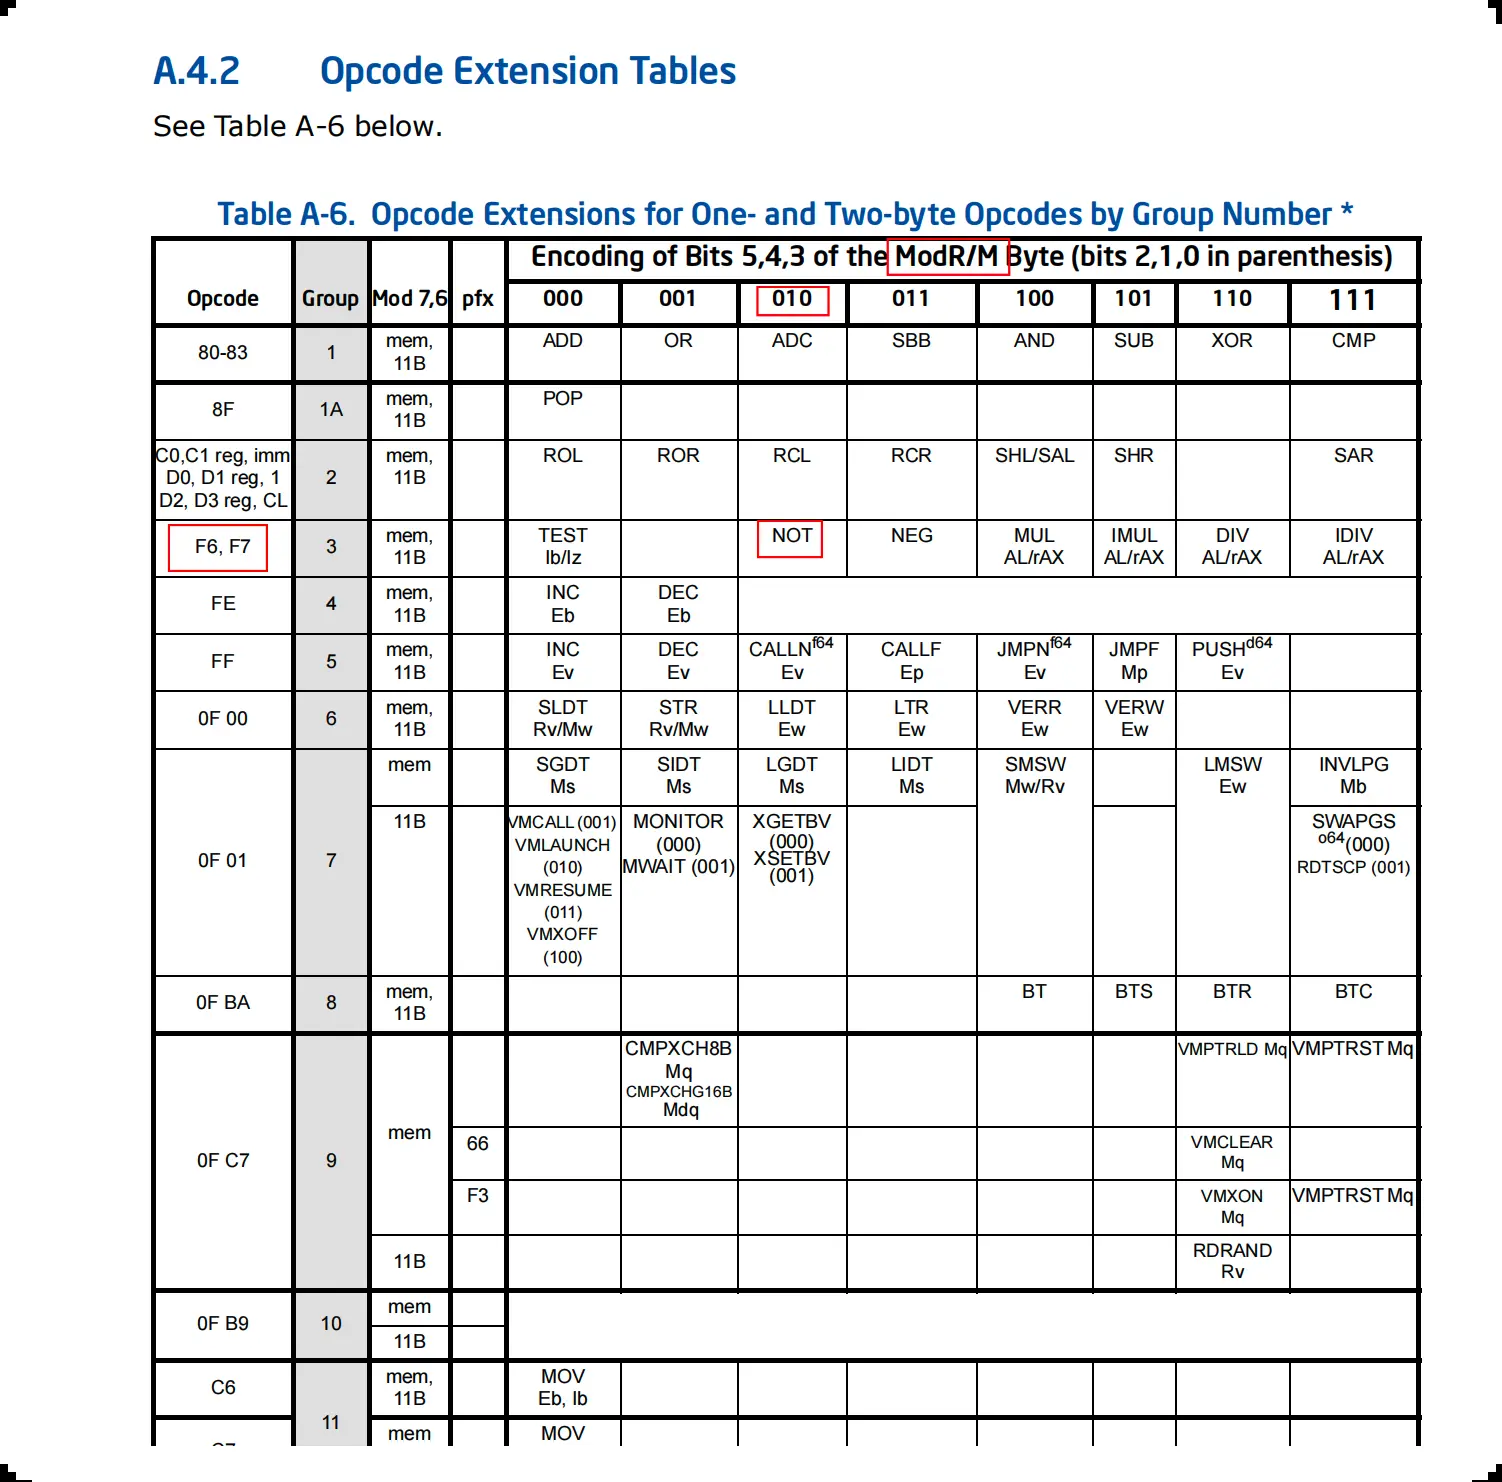 A.4.2 Opcode Extension Tables
See Table A-6 below.
Table A-6. Opcode Extensions for One- and Two-byte Opcodes by Group Number *
Encoding of Bits 5,4,3 of the ModR/M Byte (bits 2,1,0 in parenthesis)
Opcode Group Mod 7,6 pfx 000 001 010 011 100 101 110 111
80-83 1 mem, 11B ADD OR ADC SBB AND SUB XOR CMP
8F 1A mem, 11B POP
C0,C1 reg, imm D0, D1 reg, 1 D2, D3 reg, CL 2 mem, 11B ROL ROR RCL RCR SHL/SAL SHR SAR
F6, F7 3 mem, 11B TEST Ib/Iz NOT NEG MUL AL/rAX IMUL AL/rAX DIV AL/rAX IDIV AL/rAX
FE 4 mem, 11B INC Eb DEC Eb
FF 5 mem, 11B INC Ev DEC Ev CALLNf64 Ev CALLF Ep JMPNf64 Ev JMPF Mp PUSHd64 Ev
0F 00 6 mem, 11B SLDT Rv/Mw STR Rv/Mw LLDT Ew LTR Ew VERR Ew VERW Ew
0F 01 7 mem SGDT Ms SIDT Ms LGDT Ms LIDT Ms SMSW Mw/Rv LMSW Ew INVLPG Mb
11B VMCALL (001) VMLAUNCH (010) VMRESUME (011) VMXOFF (100) MONITOR (000) MWAIT (001) XGETBV (000) XSETBV (001) SWAPGS o64(000) RDTSCP (001)
0F BA 8 mem, 11B BT BTS BTR BTC
0F C7 9 mem CMPXCH8B Mq CMPXCHG16B Mdq VMPTRLD Mq VMPTRST Mq
66 VMCLEAR Mq
F3 VMXON Mq VMPTRST Mq
11B RDRAND Rv
0F B9 10 mem
11B
C6 11 mem, 11B MOV Eb, Ib
mem MOV